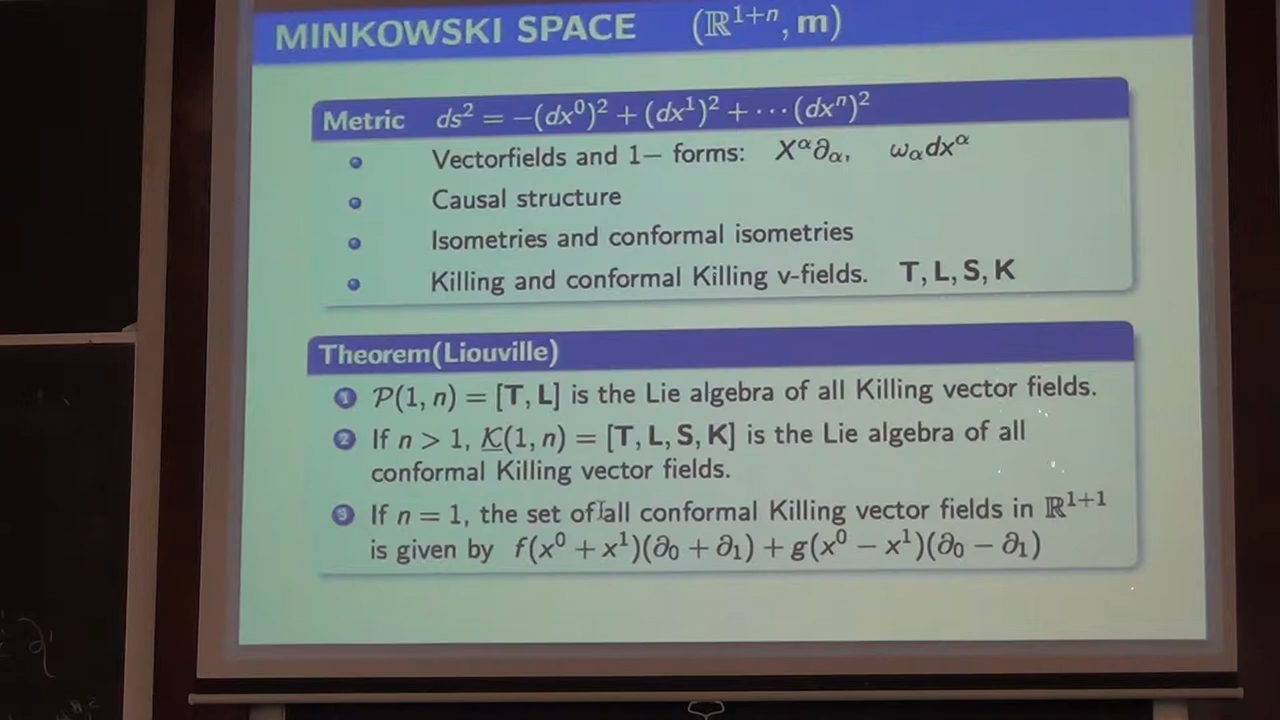 MINKOWSKI SPACE (ℝ¹⁺ⁿ, m)
Metric ds² = −(dx⁰)² + (dx¹)² + ⋯ (dxⁿ)²
Vectorfields and 1− forms: X^α∂_α, ω_αdx^α
Causal structure
Isometries and conformal isometries
Killing and conformal Killing v-fields. T, L, S, K
Theorem(Liouville)
1 𝒫(1, n) = [T, L] is the Lie algebra of all Killing vector fields.
2 If n > 1, K(1, n) = [T, L, S, K] is the Lie algebra of all
conformal Killing vector fields.
3 If n = 1, the set of all conformal Killing vector fields in ℝ¹⁺¹
is given by f(x⁰ + x¹)(∂₀ + ∂₁) + g(x⁰ − x¹)(∂₀ − ∂₁)